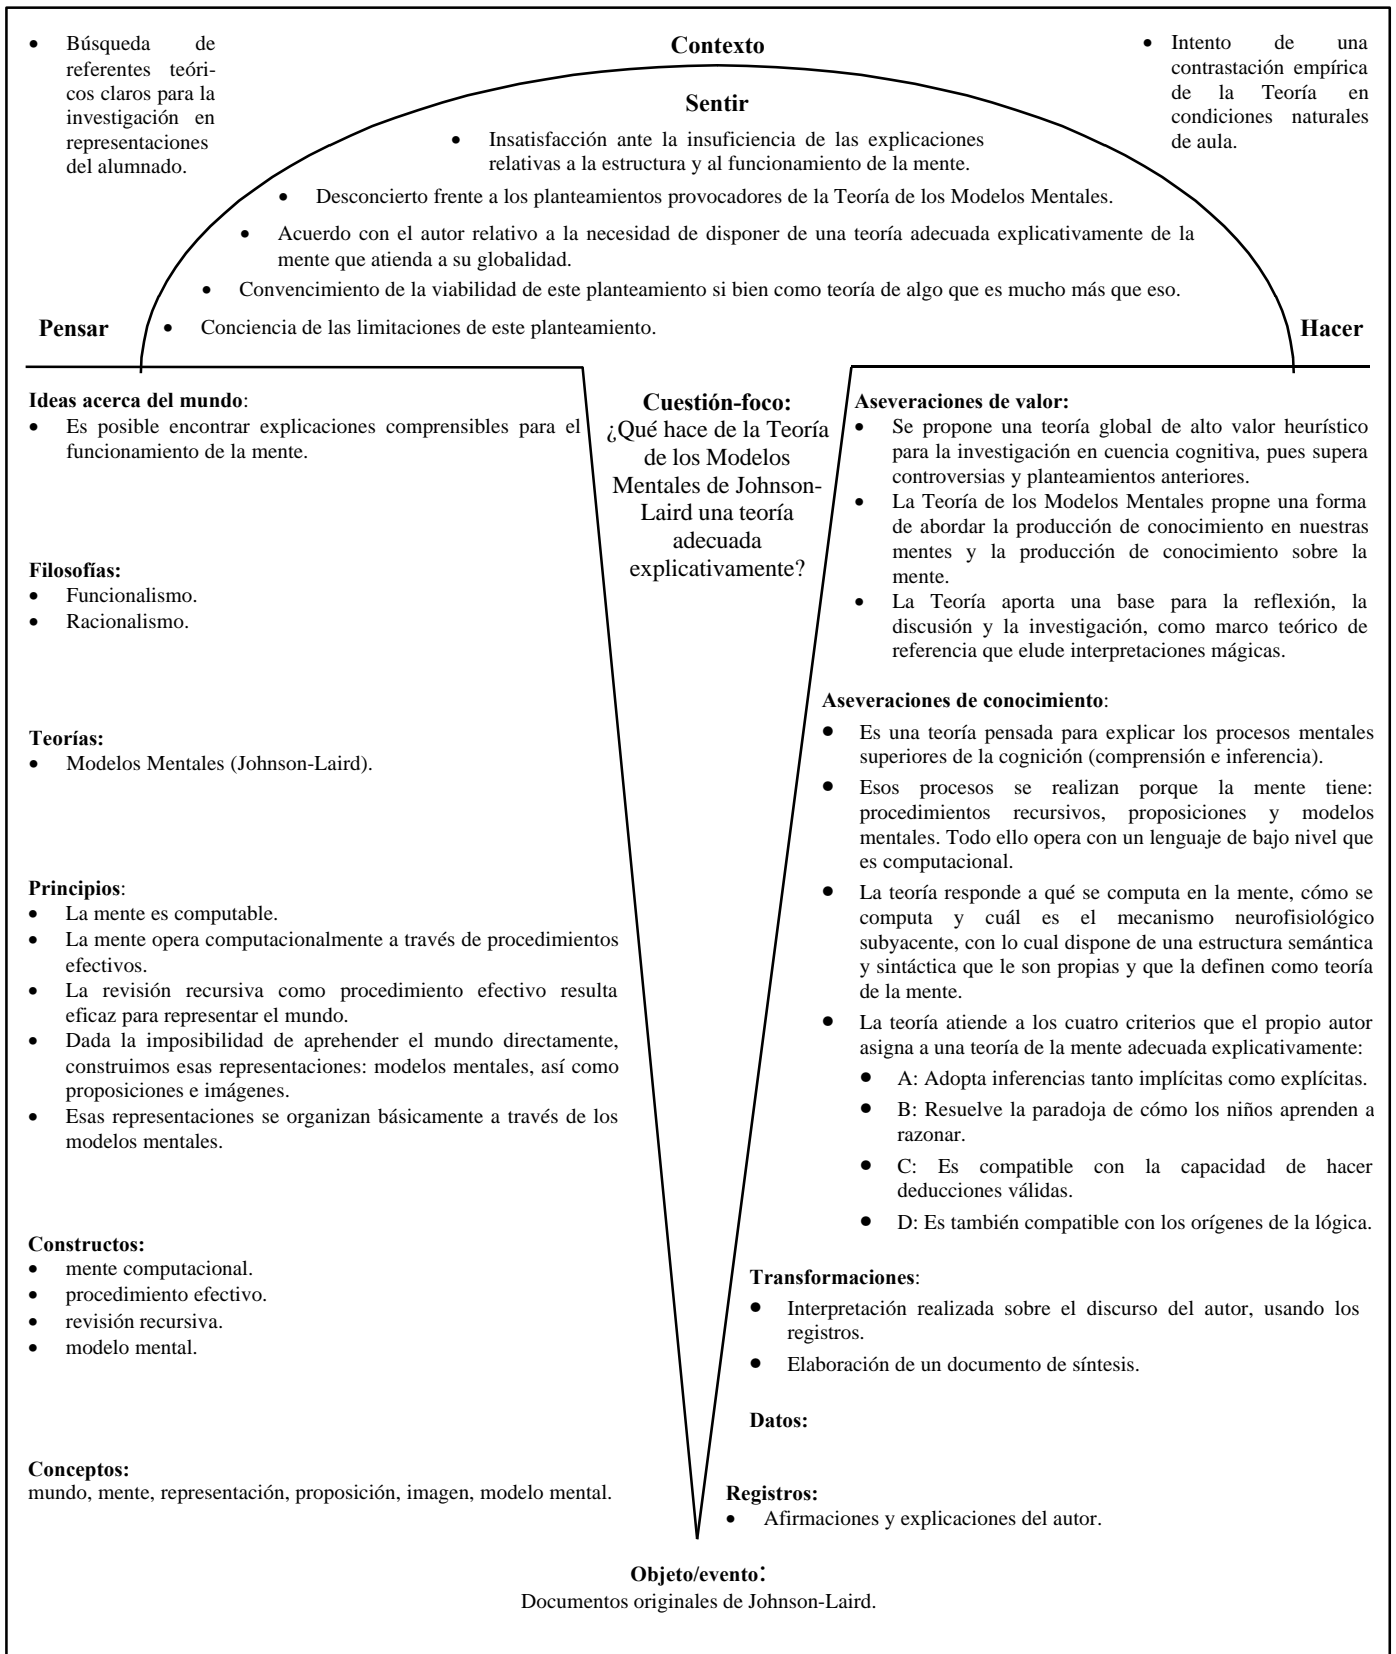 • Búsqueda de
referentes teóri-
cos claros para la
investigación en
representaciones
del alumnado.
Contexto
• Intento de una
contrastación empírica
de la Teoría en
condiciones naturales
de aula.
Sentir
• Insatisfacción ante la insuficiencia de las explicaciones
relativas a la estructura y al funcionamiento de la mente.
• Desconcierto frente a los planteamientos provocadores de la Teoría de los Modelos Mentales.
• Acuerdo con el autor relativo a la necesidad de disponer de una teoría adecuada explicativamente de la
mente que atienda a su globalidad.
• Convencimiento de la viabilidad de este planteamiento si bien como teoría de algo que es mucho más que eso.
Pensar
• Conciencia de las limitaciones de este planteamiento.
Hacer
Ideas acerca del mundo:
• Es posible encontrar explicaciones comprensibles para el
funcionamiento de la mente.
Filosofías:
• Funcionalismo.
• Racionalismo.
Teorías:
• Modelos Mentales (Johnson-Laird).
Principios:
• La mente es computable.
• La mente opera computacionalmente a través de procedimientos
efectivos.
• La revisión recursiva como procedimiento efectivo resulta
eficaz para representar el mundo.
• Dada la imposibilidad de aprehender el mundo directamente,
construimos esas representaciones: modelos mentales, así como
proposiciones e imágenes.
• Esas representaciones se organizan básicamente a través de los
modelos mentales.
Constructos:
• mente computacional.
• procedimiento efectivo.
• revisión recursiva.
• modelo mental.
Conceptos:
mundo, mente, representación, proposición, imagen, modelo mental.
Cuestión-foco:
¿Qué hace de la Teoría
de los Modelos
Mentales de Johnson-
Laird una teoría
adecuada
explicativamente?
Aseveraciones de valor:
• Se propone una teoría global de alto valor heurístico
para la investigación en cuencia cognitiva, pues supera
controversias y planteamientos anteriores.
• La Teoría de los Modelos Mentales propne una forma
de abordar la producción de conocimiento en nuestras
mentes y la producción de conocimiento sobre la
mente.
• La Teoría aporta una base para la reflexión, la
discusión y la investigación, como marco teórico de
referencia que elude interpretaciones mágicas.
Aseveraciones de conocimiento:
• Es una teoría pensada para explicar los procesos mentales
superiores de la cognición (comprensión e inferencia).
• Esos procesos se realizan porque la mente tiene:
procedimientos recursivos, proposiciones y modelos
mentales. Todo ello opera con un lenguaje de bajo nivel que
es computacional.
• La teoría responde a qué se computa en la mente, cómo se
computa y cuál es el mecanismo neurofisiológico
subyacente, con lo cual dispone de una estructura semántica
y sintáctica que le son propias y que la definen como teoría
de la mente.
• La teoría atiende a los cuatro criterios que el propio autor
asigna a una teoría de la mente adecuada explicativamente:
• A: Adopta inferencias tanto implícitas como explícitas.
• B: Resuelve la paradoja de cómo los niños aprenden a
razonar.
• C: Es compatible con la capacidad de hacer
deducciones válidas.
• D: Es también compatible con los orígenes de la lógica.
Transformaciones:
• Interpretación realizada sobre el discurso del autor, usando los
registros.
• Elaboración de un documento de síntesis.
Datos:
Registros:
• Afirmaciones y explicaciones del autor.
Objeto/evento:
Documentos originales de Johnson-Laird.